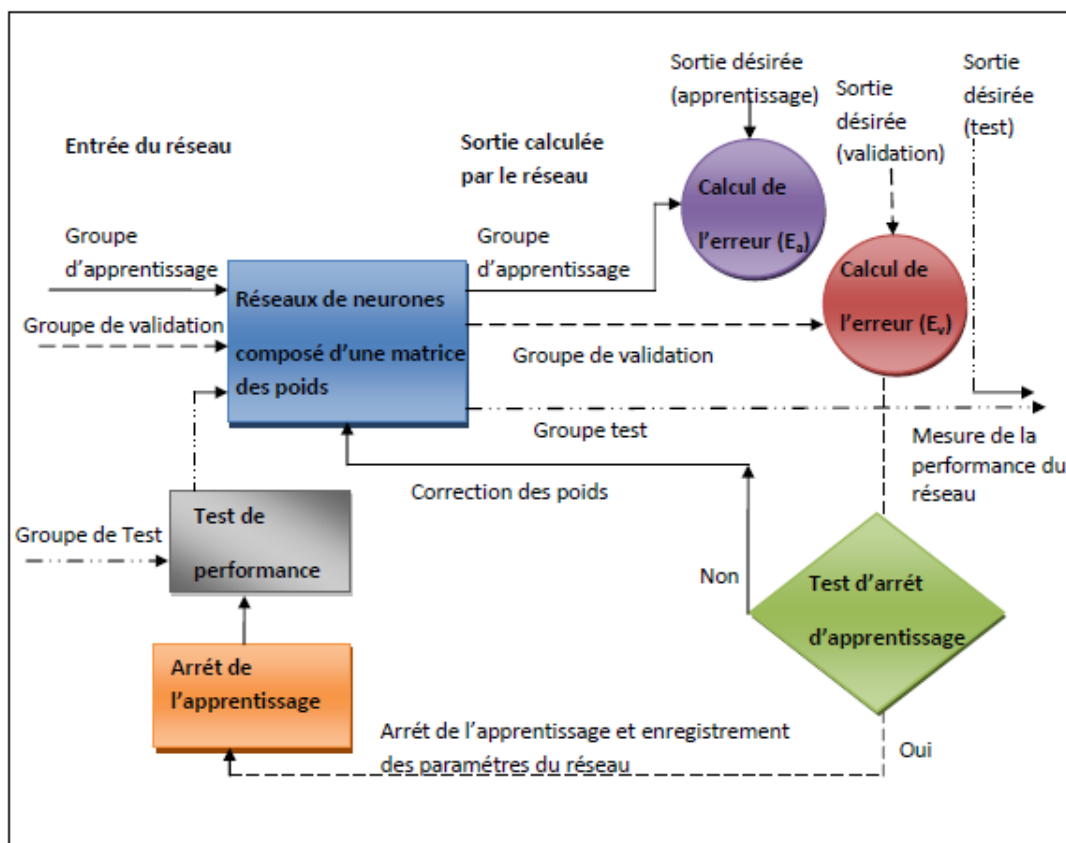 Sortie désirée
(apprentissage)
Sortie
désirée
(validation)
Sortie
désirée
(test)
Entrée du réseau
Sortie calculée
par le réseau
Calcul de
l'erreur (Ea)
Groupe
d'apprentissage
Groupe
d'apprentissage
Calcul de
l'erreur (Ev)
Réseaux de neurones
composé d'une matrice
des poids
Groupe de validation
Groupe de validation
Groupe test
Mesure de la
performance du
réseau
Correction des poids
Test de
performance
Groupe de Test
Non
Test d'arrét
d'apprentissage
Arrét de
l'apprentissage
Arrét de l'apprentissage et enregistrement
des paramétres du réseau
Oui